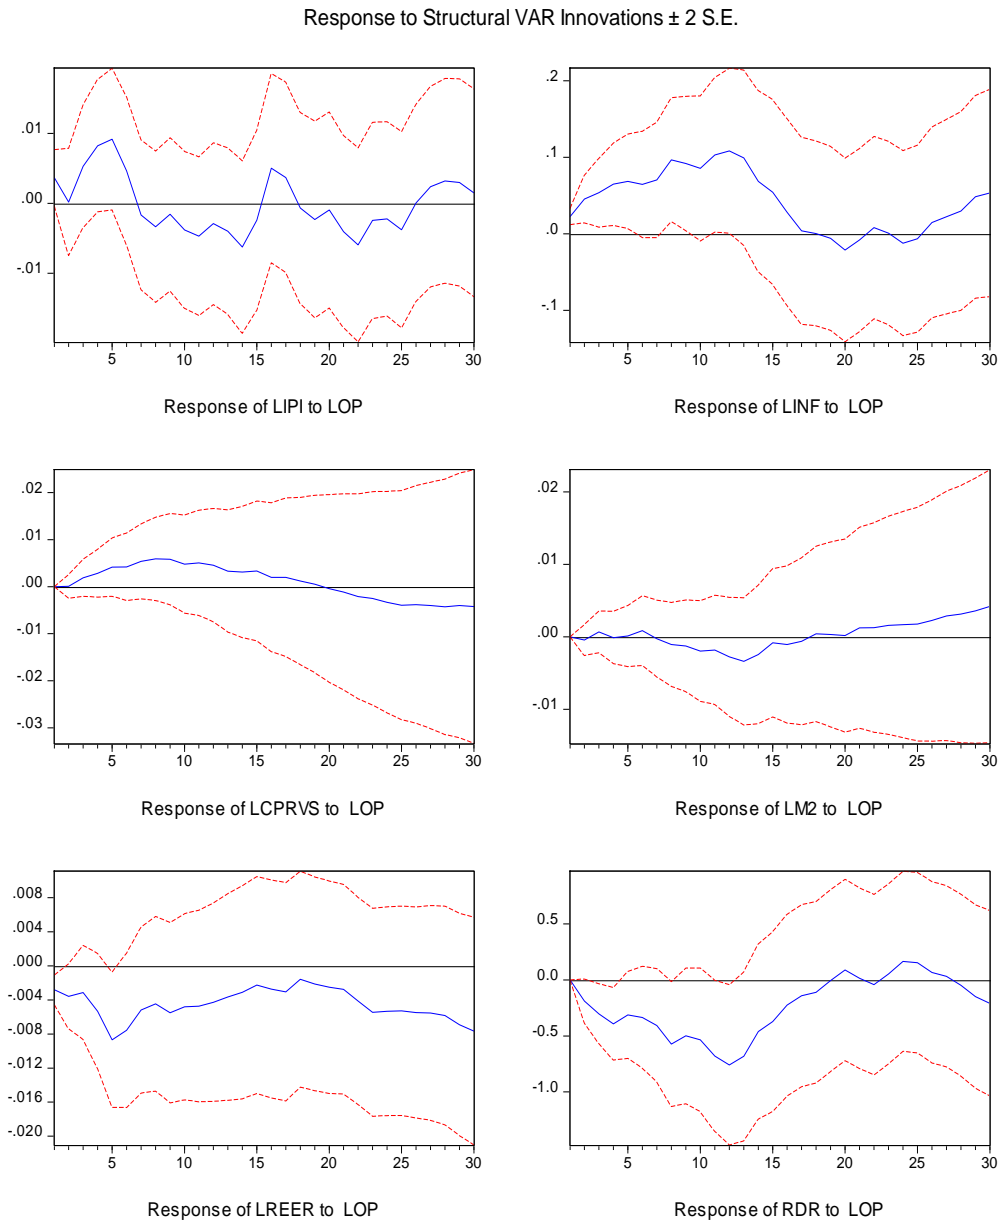 Response to Structural VAR Innovations ± 2 S.E.
.01
.00
-.01
5 10 15 20 25 30
Response of LIPI to LOP
.2
.1
.0
-.1
5 10 15 20 25 30
Response of LINF to LOP
.02
.01
.00
-.01
-.02
-.03
5 10 15 20 25 30
Response of LCPRVS to LOP
.02
.01
.00
-.01
5 10 15 20 25 30
Response of LM2 to LOP
.008
.004
.000
-.004
-.008
-.012
-.016
-.020
5 10 15 20 25 30
Response of LREER to LOP
0.5
0.0
-0.5
-1.0
5 10 15 20 25 30
Response of RDR to LOP